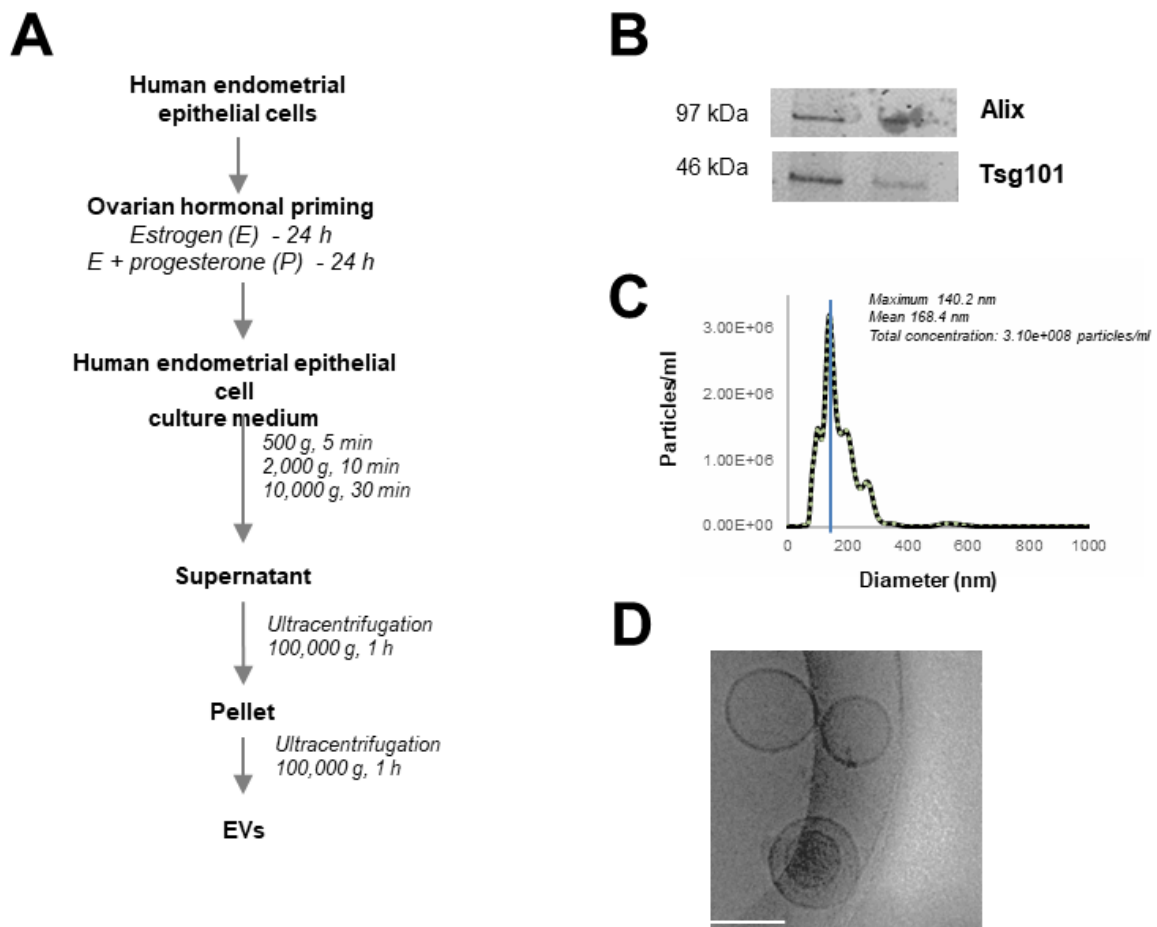 A
Human endometrial
epithelial cells
Ovarian hormonal priming
Estrogen (E) - 24 h
E + progesterone (P) - 24 h
Human endometrial epithelial
cell
culture medium
500 g, 5 min
2,000 g, 10 min
10,000 g, 30 min
Supernatant
Ultracentrifugation
100,000 g, 1 h
Pellet
Ultracentrifugation
100,000 g, 1 h
EVs
B
97 kDa
Alix
46 kDa
Tsg101
C
Maximum 140.2 nm
Mean 168.4 nm
Total concentration: 3.10e+008 particles/ml
Particles/ml
3.00E+06
2.00E+06
1.00E+06
0.00E+00
0 200 400 600 800 1000
Diameter (nm)
D